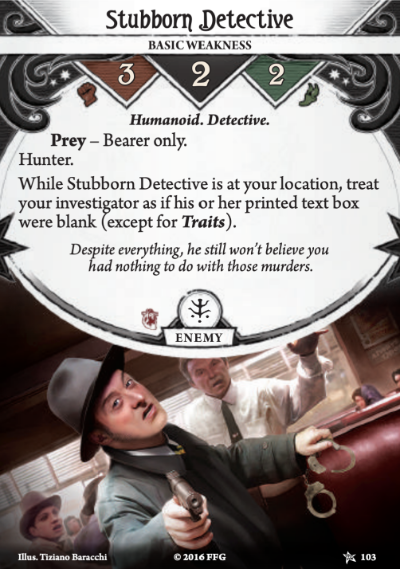 Stubborn Detective
BASIC WEAKNESS
3 2 2
Humanoid. Detective.
Prey – Bearer only.
Hunter.
While Stubborn Detective is at your location, treat
your investigator as if his or her printed text box
were blank (except for Traits).
Despite everything, he still won't believe you
had nothing to do with those murders.
ENEMY
Illus. Tiziano Baracchi © 2016 FFG 103